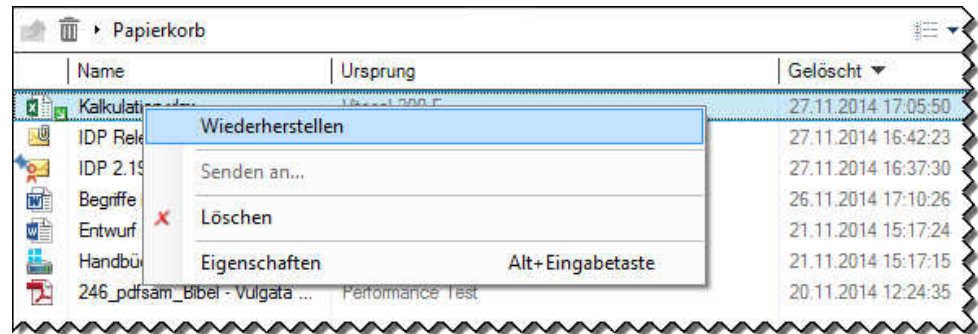 Papierkorb
Name Ursprung Gelöscht
27.11.2014 17:05:50
Wiederherstellen
IDP 27.11.2014 16:42:23
IDP 27.11.2014 16:37:30
Senden an...
Begriffe 26.11.2014 17:10:26
Löschen
Entwurf 21.11.2014 15:17:24
21.11.2014 15:17:15
Eigenschaften Alt+Eingabetaste
246_pdfsam_Bibel - Vulgata ... Performance Test 20.11.2014 12:24:35